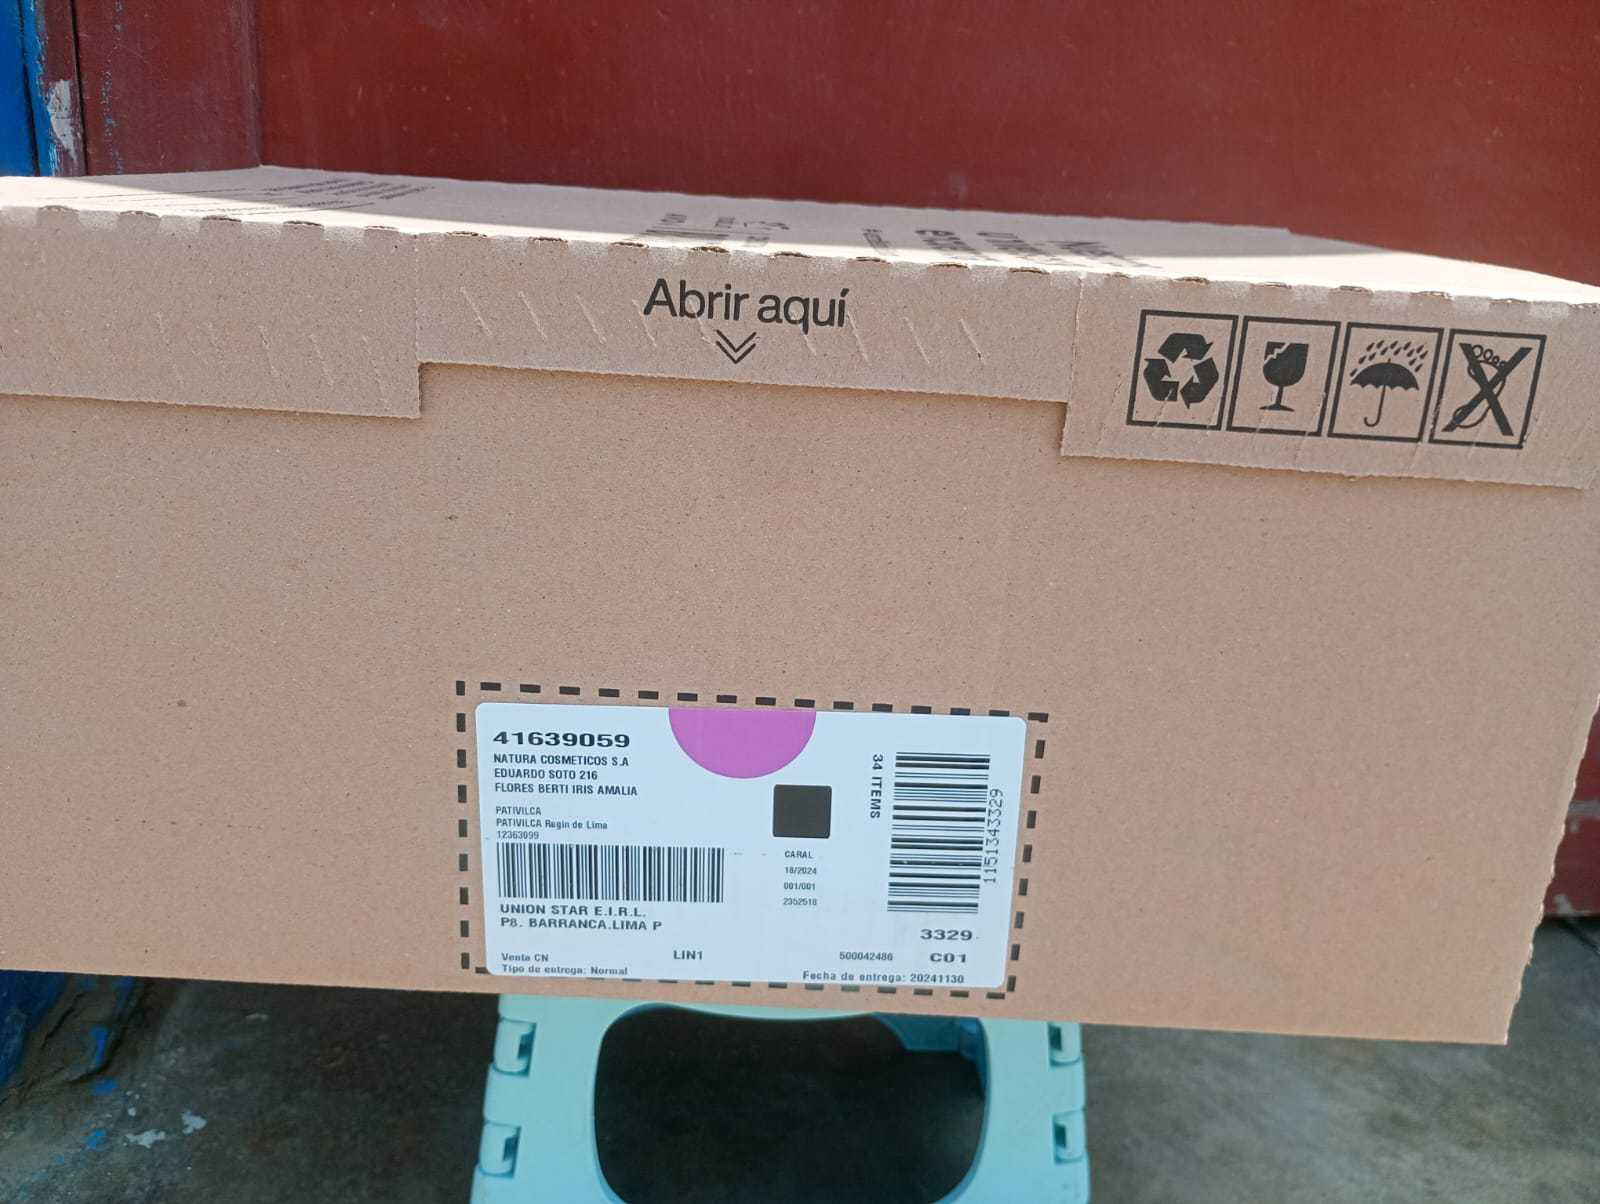 Abrir aquí
41639059
NATURA COSMETICOS S.A
EDUARDO SOTO 216
FLORES BERTI IRIS AMALIA
PATIVILCA
PATIVILCA Regin de Lima
12363099
UNION STAR E.I.R.L.
P8. BARRANCA.LIMA P
Venta CN
Tipo de entrega: Normal
LIN1
CARAL
18/2024
001/001
2352518
34 ITEMS
1151343329
3329
500042486
C01
Fecha de entrega: 20241130